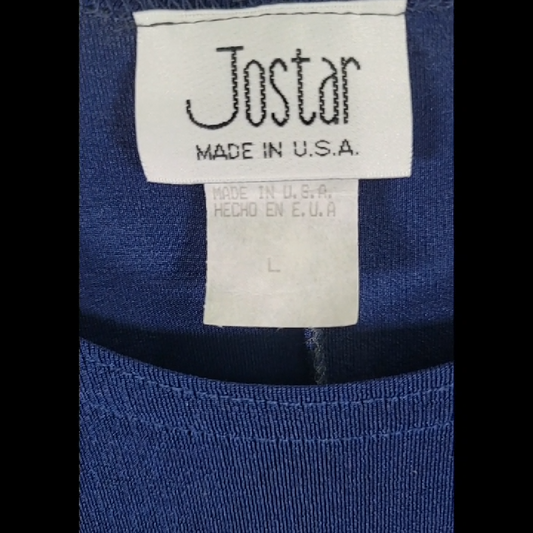 Jostar
MADE IN U.S.A.
MADE IN U.S.A.
HECHO EN E.U.A
L